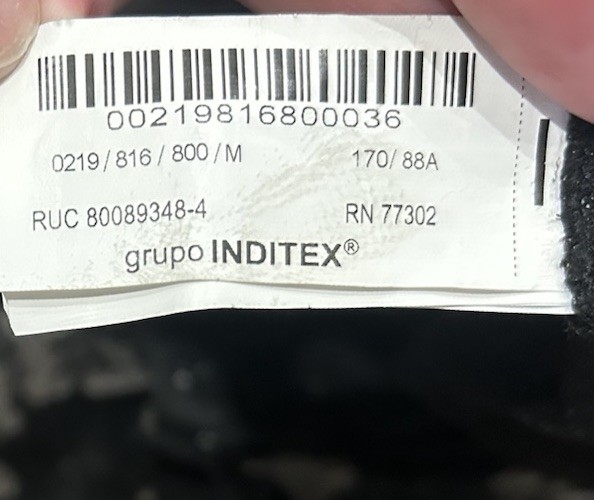 00219816800036
0219/816/800/M 170/88A
RUC 80089348-4 RN 77302
grupo INDITEX®